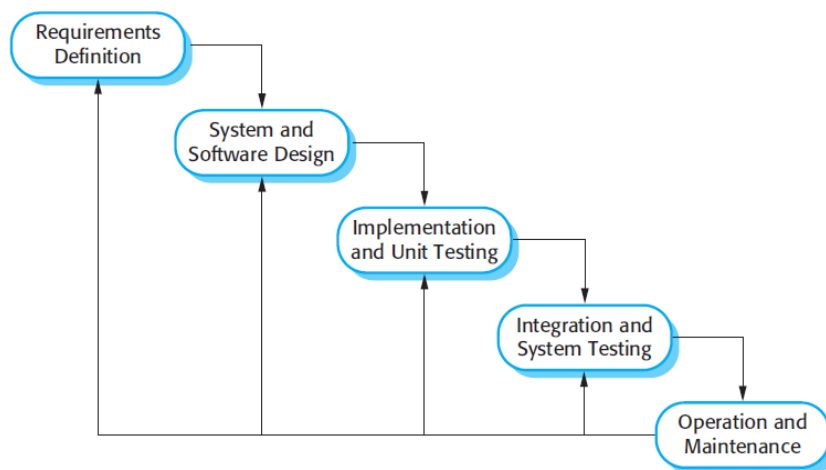 Requirements
Definition
System and
Software Design
Implementation
and Unit Testing
Integration and
System Testing
Operation and
Maintenance